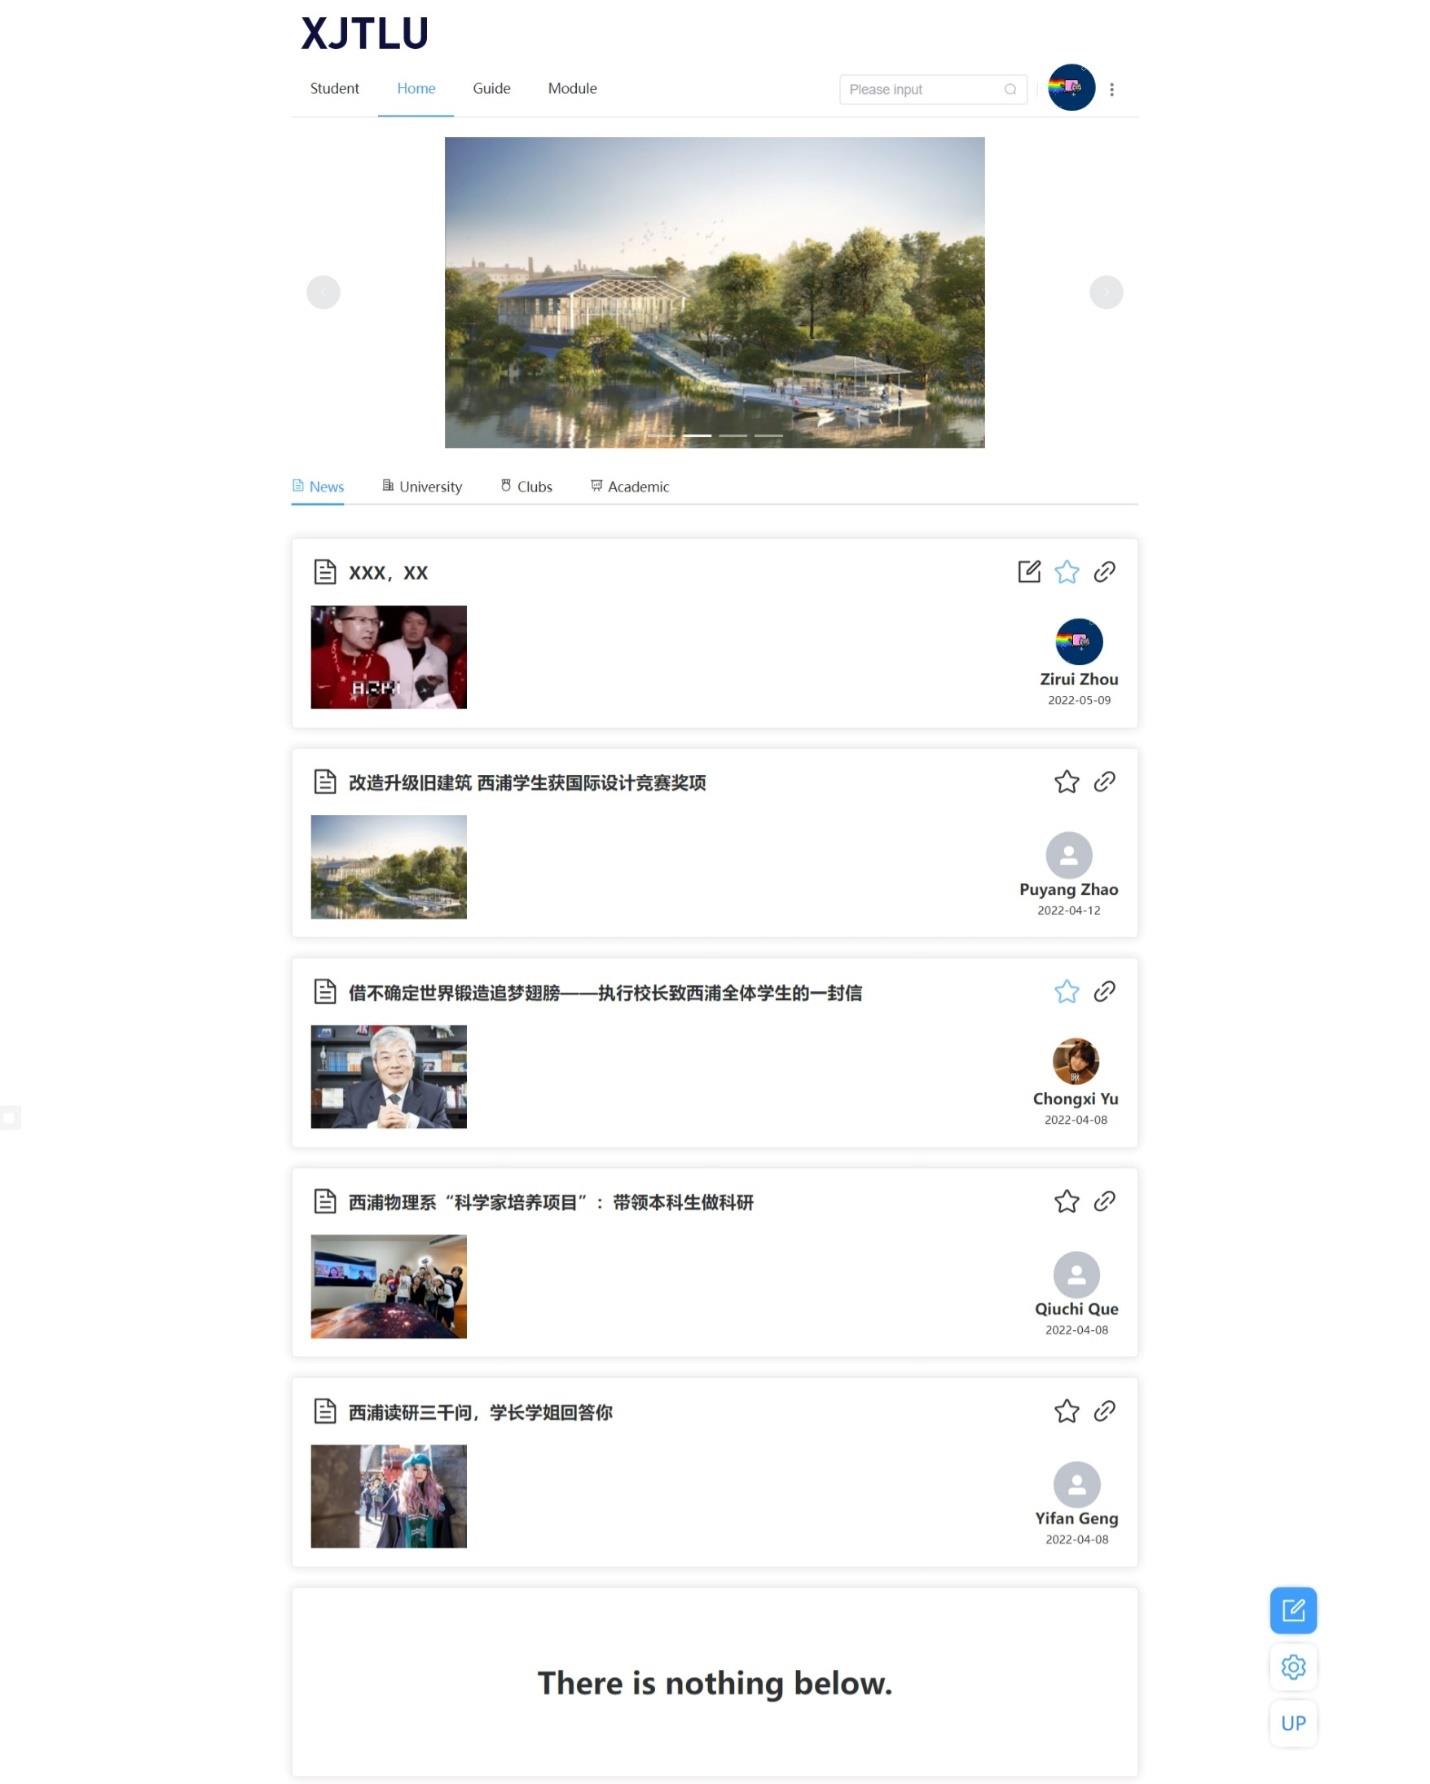 XJTLU
Student Home Guide Module
Please input
News University Clubs Academic
XXX，XX
Zirui Zhou
2022-05-09
改造升级旧建筑 西浦学生获国际设计竞赛奖项
Puyang Zhao
2022-04-12
借不确定世界锻造追梦翅膀——执行校长致西浦全体学生的一封信
Chongxi Yu
2022-04-08
西浦物理系“科学家培养项目”：带领本科生做科研
Qiuchi Que
2022-04-08
西浦读研三千问，学长学姐回答你
Yifan Geng
2022-04-08
There is nothing below.
UP